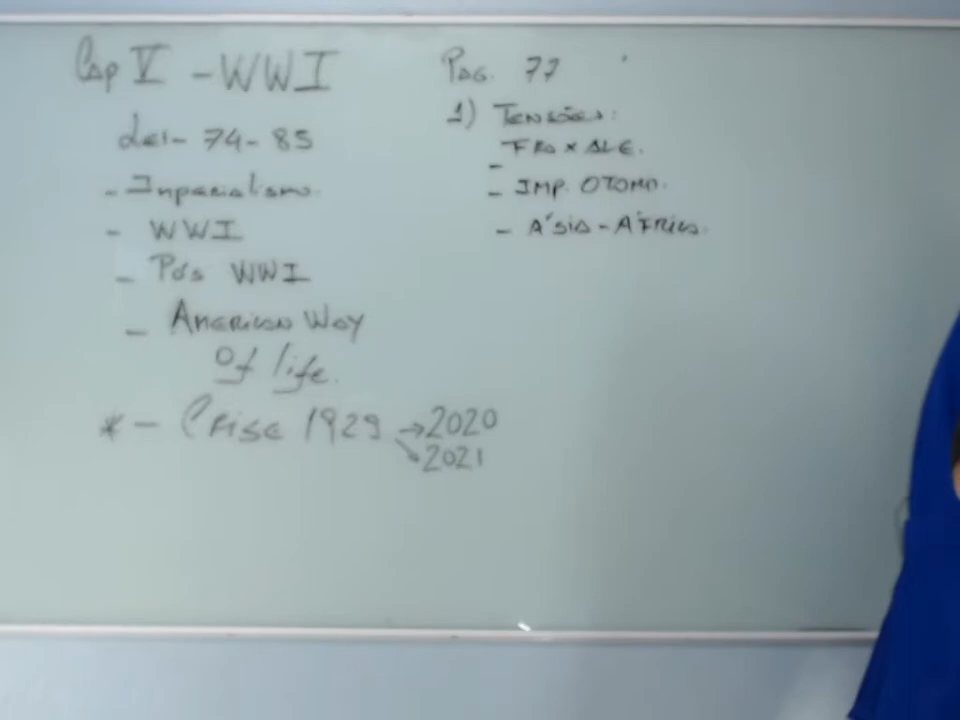 Cap V - WWI
Lei - 74 - 85
- Imperialismo
- WWI
- Pós WWI
- American Way
Of life.
* - Crise 1929 → 2020
↘ 2021
PAG. 77
1) TENSÕES:
- FRA x ALE.
- IMP. OTOMA.
- ÁSIA - ÁFRICA.